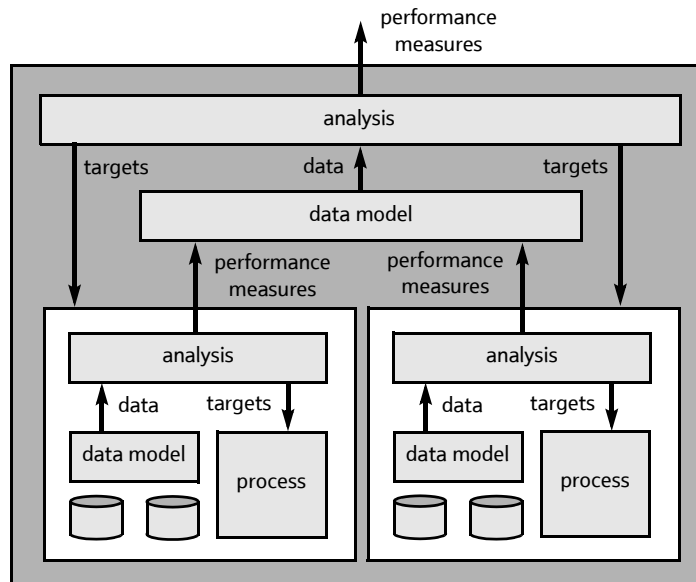 performance
measures
analysis
targets
data
targets
data model
performance
measures
performance
measures
analysis
data
targets
data model
process
analysis
data
targets
data model
process